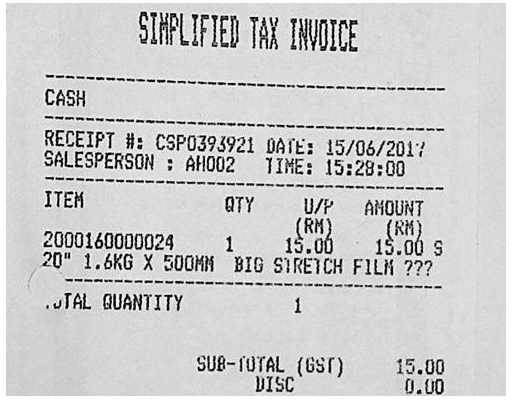 SIMPLIFIED TAX INVOICE
CASH
RECEIPT #: CSP0393921 DATE: 15/06/2017
SALESPERSON : AH002 TIME: 15:28:00
ITEM QTY U/P AMOUNT
(RM) (RM)
2000160000024 1 15.00 15.00 S
20" 1.6KG X 500MM BIG STRETCH FILM ???
TOTAL QUANTITY 1
SUB-TOTAL (GST) 15.00
DISC 0.00